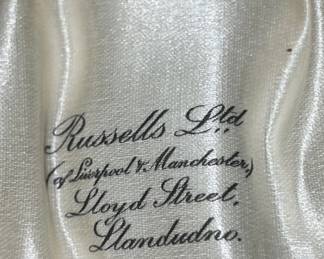 Russells Ltd
(of Liverpool & Manchester)
Lloyd Street,
Llandudno.